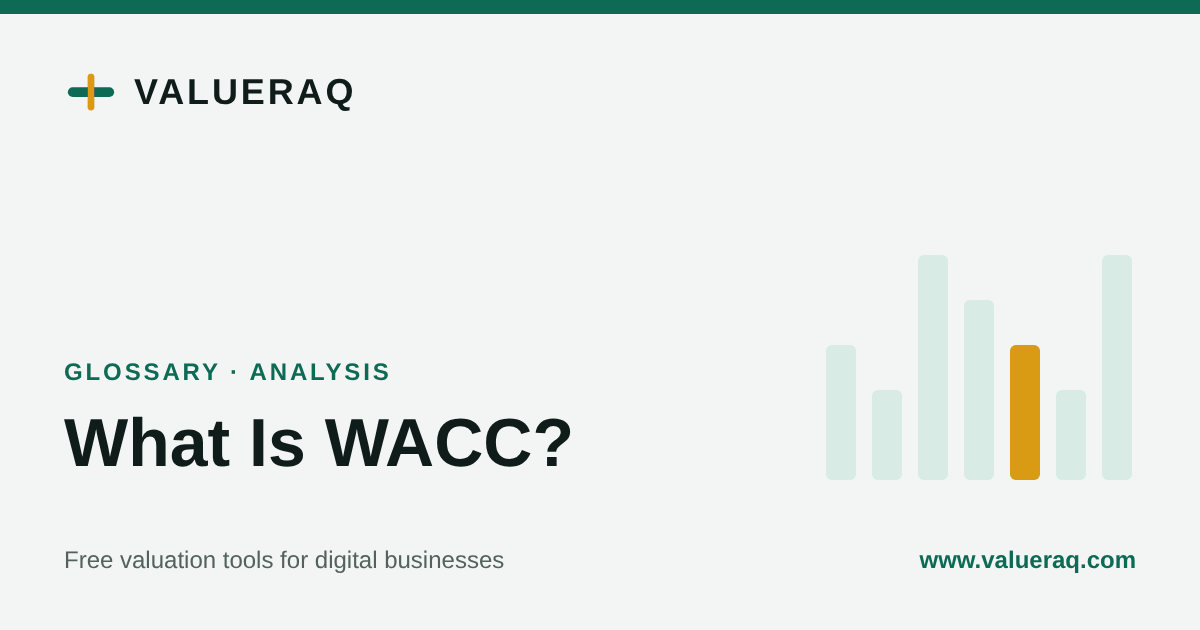 VALUERAQ
GLOSSARY · ANALYSIS
What Is WACC?
Free valuation tools for digital businesses
www.valueraq.com